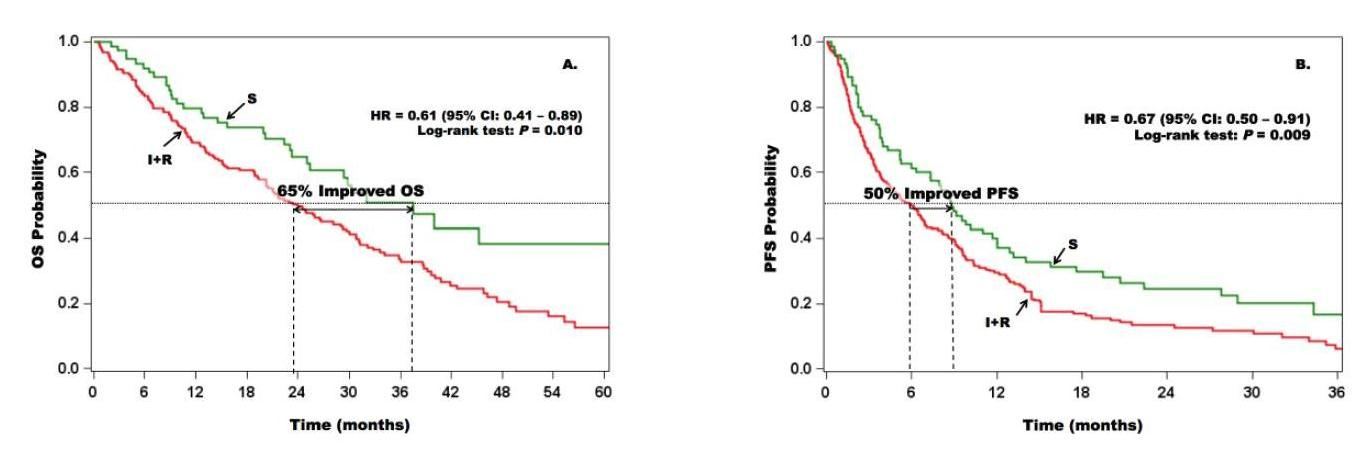 A.
1.0
0.8
0.6
0.4
0.2
0.0
OS Probability
S
I+R
HR = 0.61 (95% CI: 0.41 – 0.89)
Log-rank test: P = 0.010
65% Improved OS
0 6 12 18 24 30 36 42 48 54 60
Time (months)
B.
1.0
0.8
0.6
0.4
0.2
0.0
PFS Probability
HR = 0.67 (95% CI: 0.50 – 0.91)
Log-rank test: P = 0.009
50% Improved PFS
S
I+R
0 6 12 18 24 30 36
Time (months)